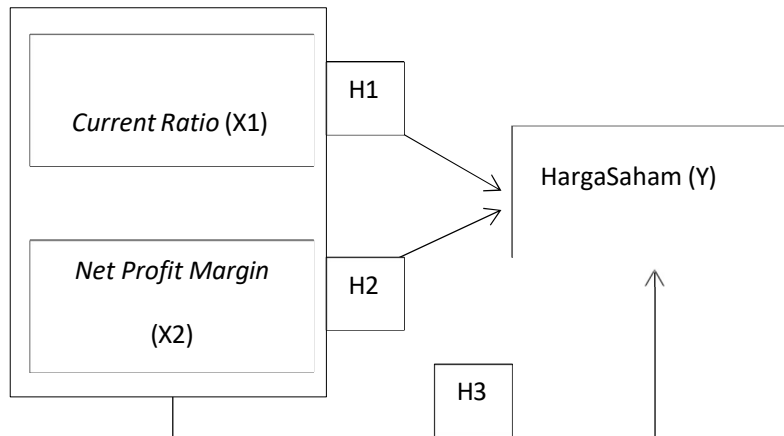 H1
Current Ratio (X1)
HargaSaham (Y)
Net Profit Margin
(X2)
H2
H3